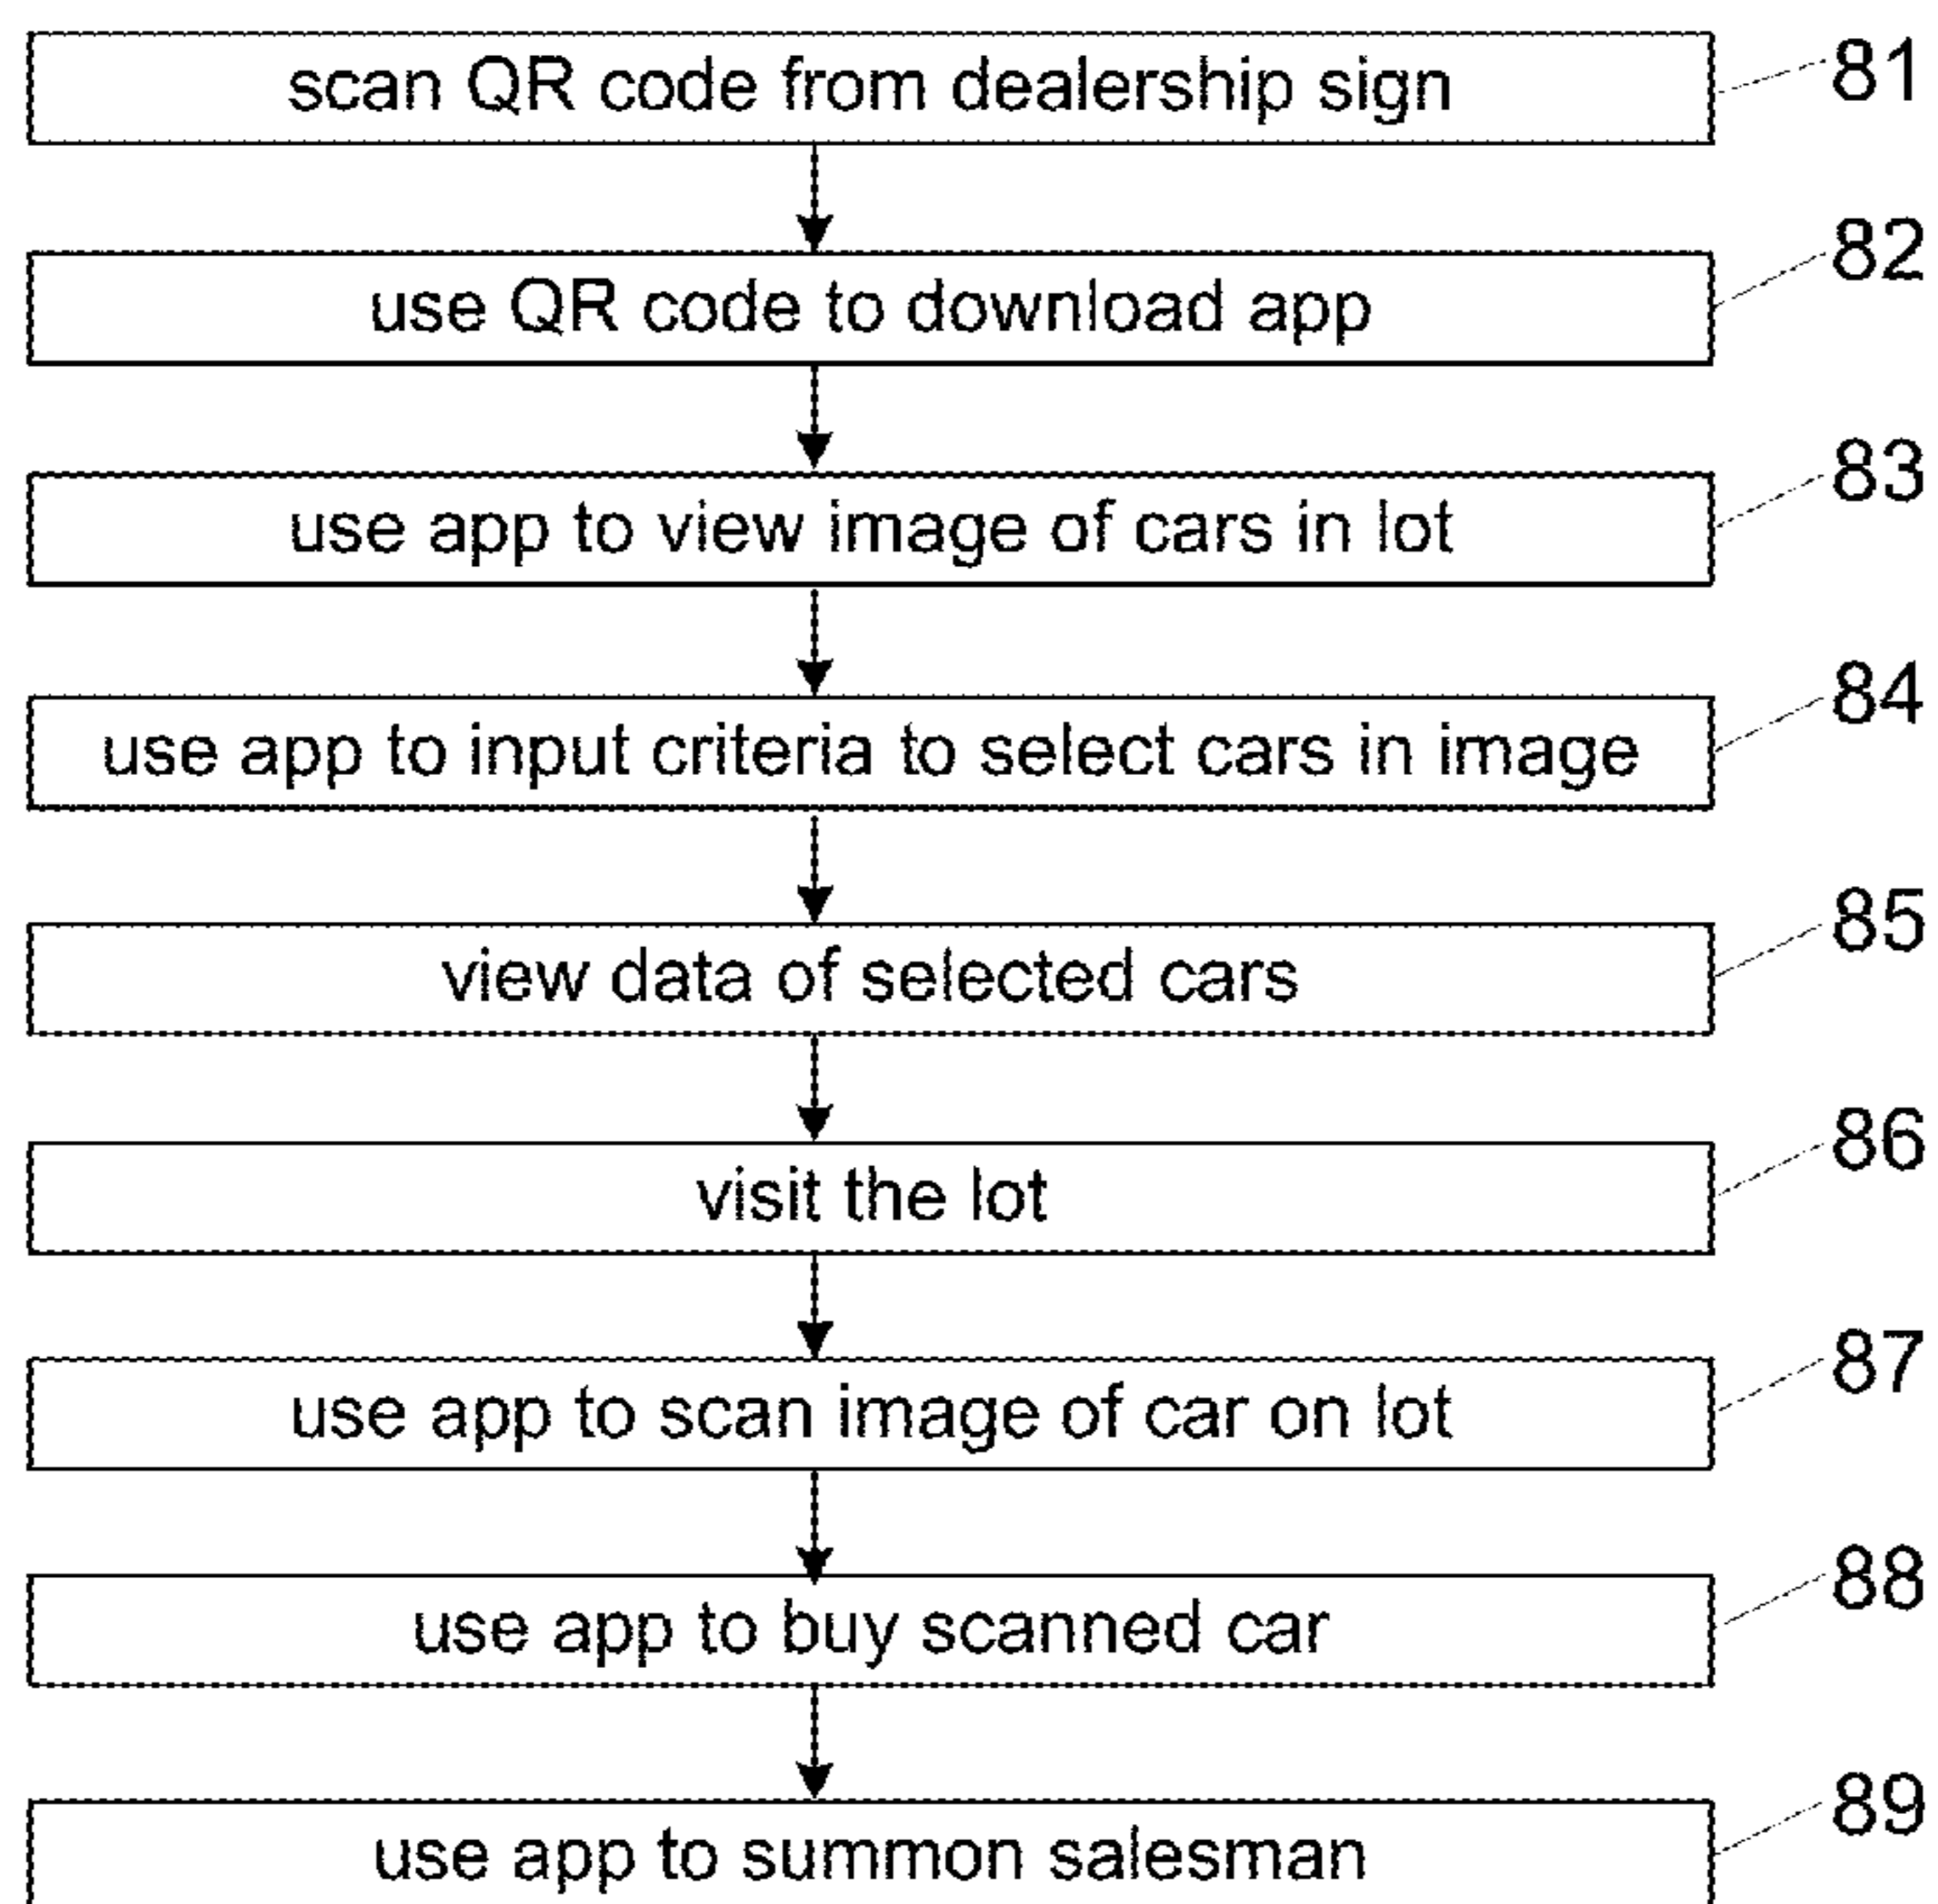 scan QR code from dealership sign 81
use QR code to download app 82
use app to view image of cars in lot 83
use app to input criteria to select cars in image 84
view data of selected cars 85
visit the lot 86
use app to scan image of car on lot 87
use app to buy scanned car 88
use app to summon salesman 89